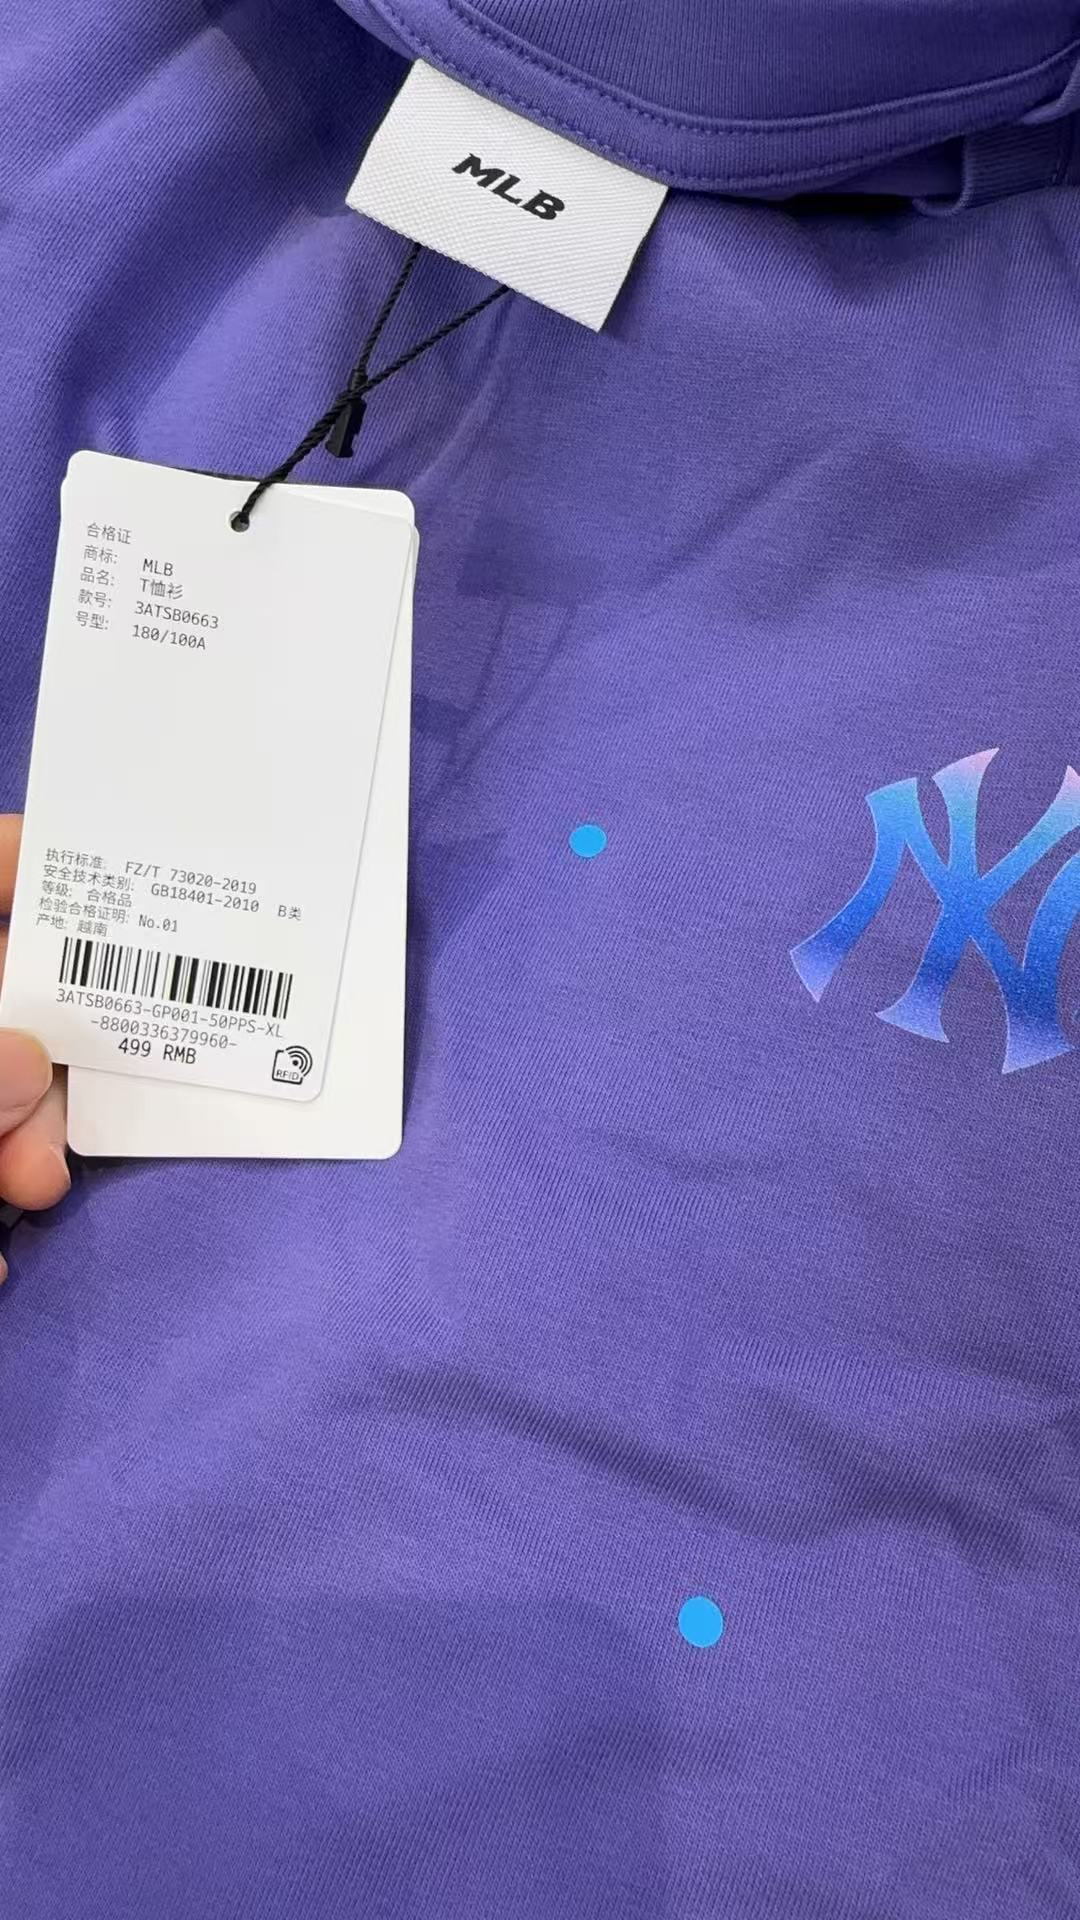 MLB
合格证
商标: MLB
品名: T恤衫
款号: 3ATSB0663
号型: 180/100A
NY
执行标准: FZ/T 73020-2019
安全技术类别: GB18401-2010 B类
等级: 合格品
检验合格证明: No.01
产地: 越南
3ATSB0663-GP001-50PPS-XL
-8800336379960-
499 RMB
RFID